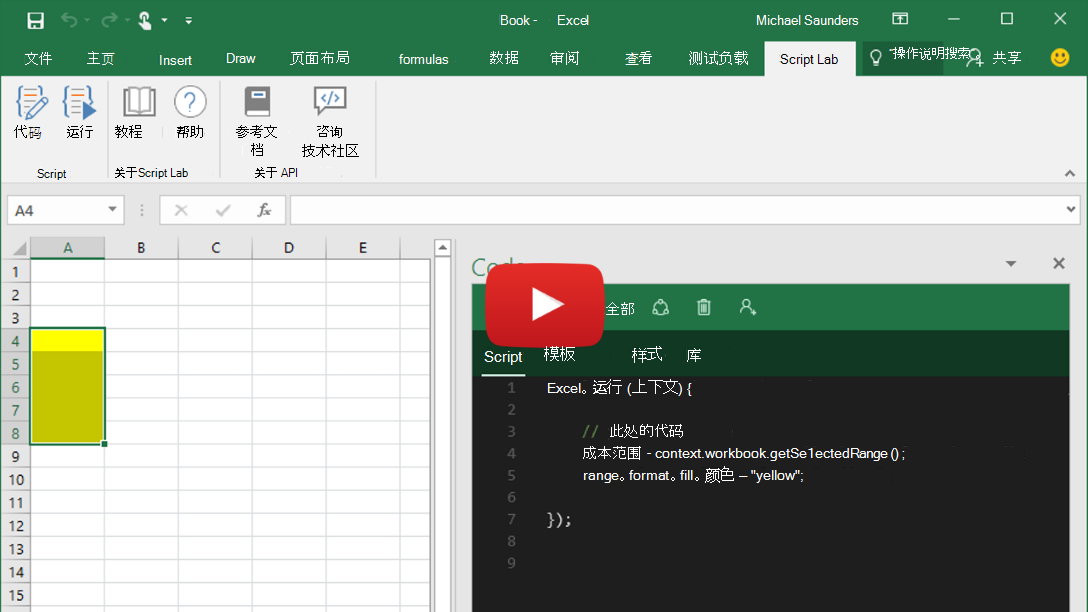 Book - Excel Michael Saunders
文件 主页 Insert Draw 页面布局 formulas 数据 审阅 查看 测试负载 Script Lab 操作说明搜索 共享
代码 运行 教程 帮助 参考文档 咨询
技术社区
Script 关于Script Lab 关于 API
A4 fx
A B C D E
1
2
3
4
5
6
7
8
9
10
11
12
13
14
15
Code
全部
Script 模板 样式 库
1 Excel。运行 (上下文) {
2
3 // 此处的代码
4 成本范围 - context.workbook.getSe1ectedRange();
5 range。format。fill。颜色 – "yellow";
6
7 });
8
9